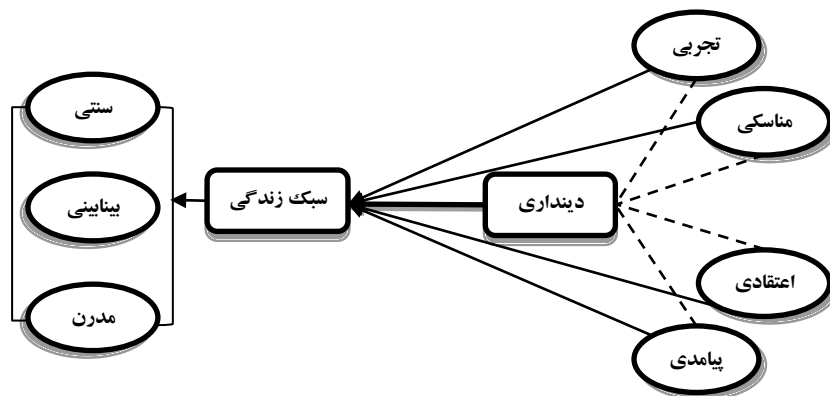 تجربی
مناسکی
اعتقادی
پیامدی
دینداری
سبک زندگی
سنتی
بینابینی
مدرن